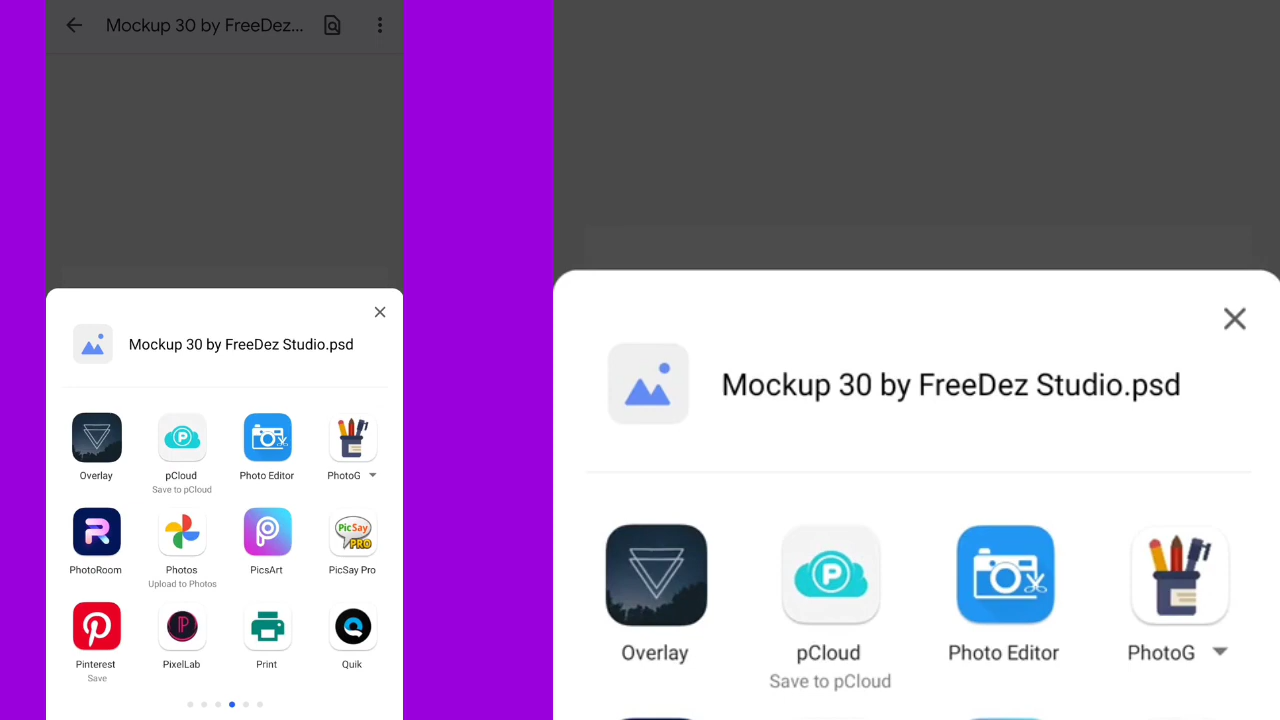 Mockup 30 by FreeDez...
Mockup 30 by FreeDez Studio.psd
Overlay
pCloud
Photo Editor
PhotoG
Save to pCloud
PicSay
PRO
PhotoRoom
Photos
PicsArt
PicSay Pro
Upload to Photos
Pinterest
PixelLab
Print
Quik
Save
Mockup 30 by FreeDez Studio.psd
Overlay
pCloud
Photo Editor
PhotoG
Save to pCloud